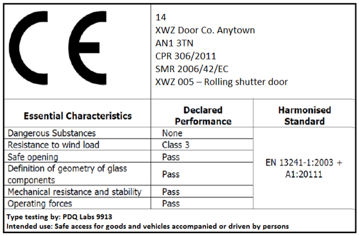 CE
14
XWZ Door Co. Anytown
AN1 3TN
CPR 306/2011
SMR 2006/42/EC
XWZ 005 – Rolling shutter door
Essential Characteristics Declared Performance Harmonised Standard
Dangerous Substances None
Resistance to wind load Class 3
Safe opening Pass
Definition of geometry of glass components Pass
Mechanical resistance and stability Pass
Operating forces Pass
EN 13241-1:2003 +
A1:20111
Type testing by: PDQ Labs 9913
Intended use: Safe access for goods and vehicles accompanied or driven by persons